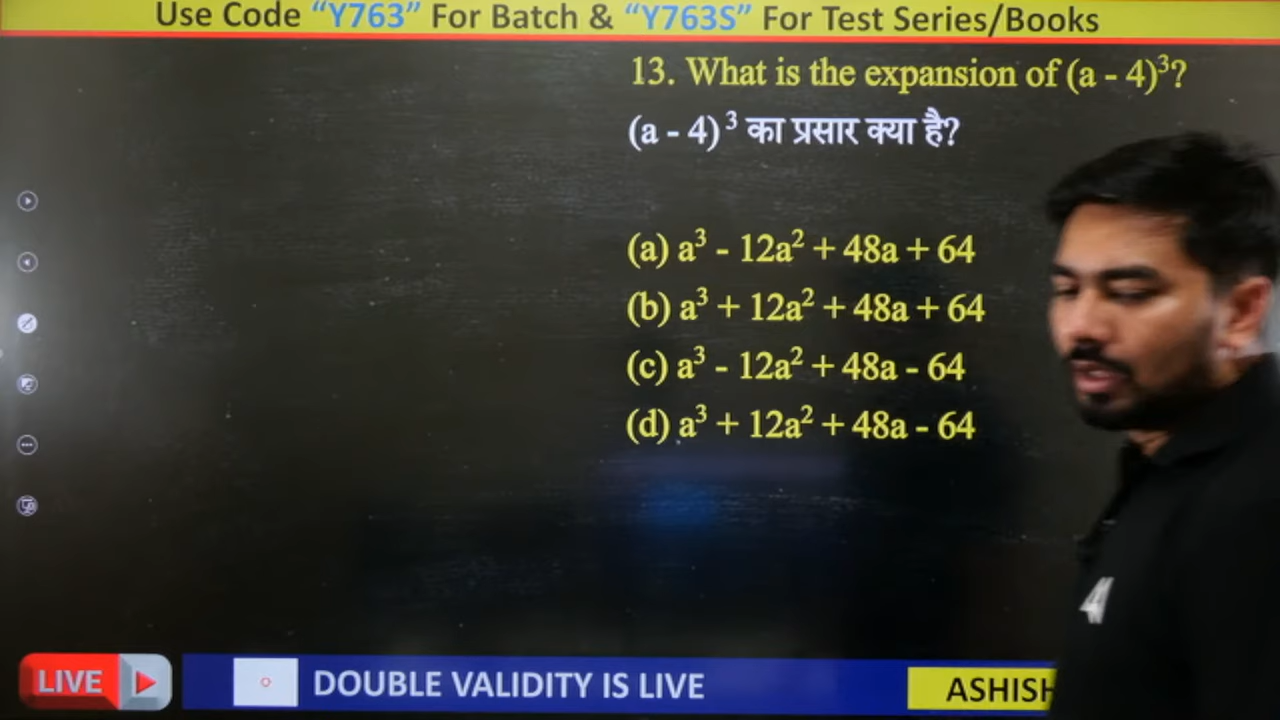 Use Code “Y763” For Batch & “Y763S” For Test Series/Books
13. What is the expansion of (a - 4)³?
(a - 4)³ का प्रसार क्या है?
(a) a³ - 12a² + 48a + 64
(b) a³ + 12a² + 48a + 64
(c) a³ - 12a² + 48a - 64
(d) a³ + 12a² + 48a - 64
LIVE
DOUBLE VALIDITY IS LIVE
ASHISH